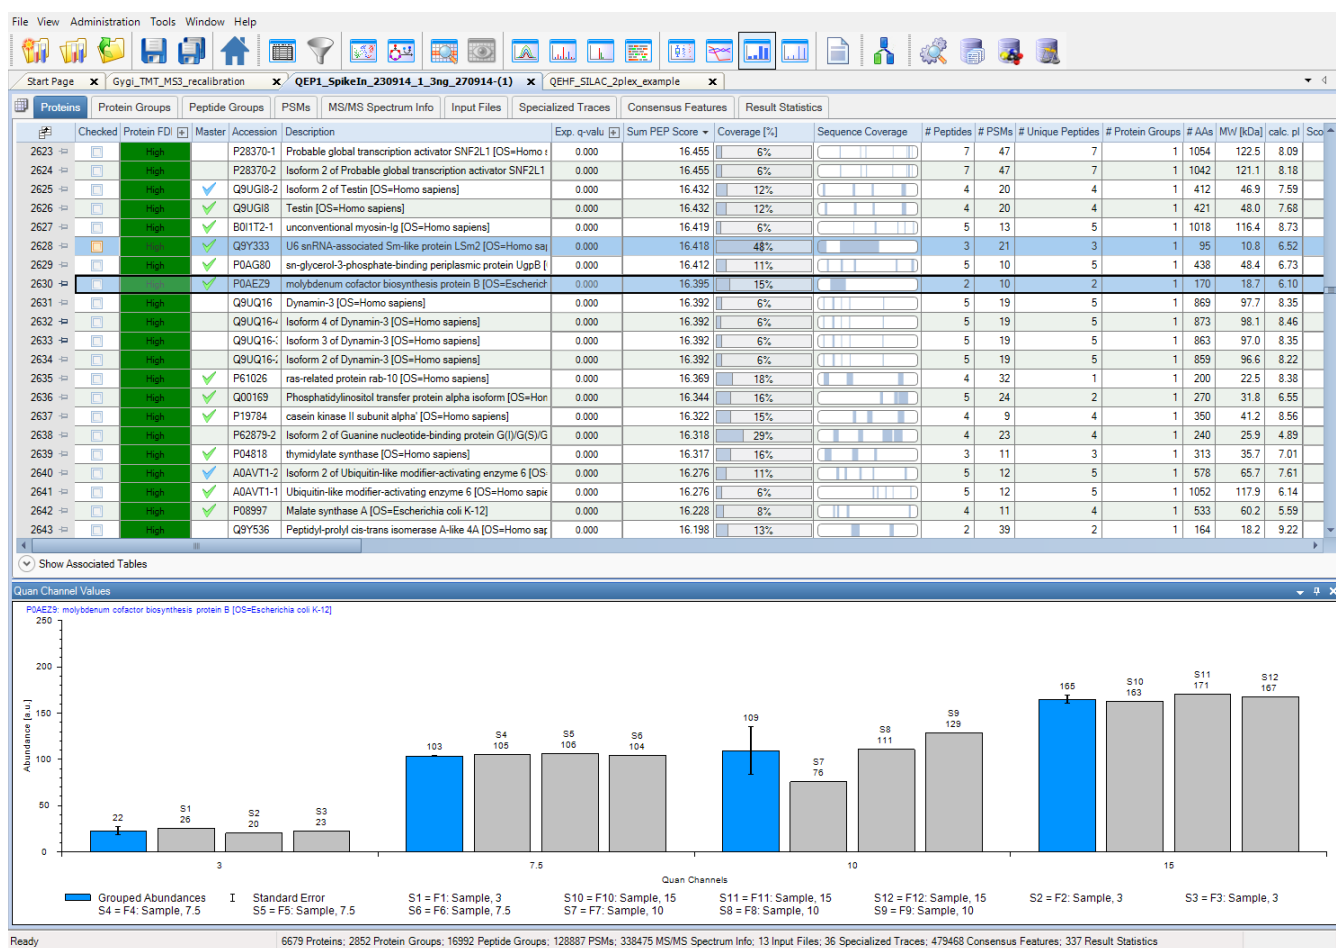 File View Administration Tools Window Help
Start Page x Gygi_TMT_MS3_recalibration x QEP1_SpikeIn_230914_1_3ng_270914-(1) x QEHF_SILAC_2plex_example x
Proteins Protein Groups Peptide Groups PSMs MS/MS Spectrum Info Input Files Specialized Traces Consensus Features Result Statistics
Checked Protein FDI Master Accession Description Exp. q-valu Sum PEP Score Coverage [%] Sequence Coverage # Peptides # PSMs # Unique Peptides # Protein Groups # AAs MW [kDa] calc. pI Sco
2623 High P28370-1 Probable global transcription activator SNF2L1 [OS=Homo s 0.000 16.455 6% 7 47 7 1 1054 122.5 8.09
2624 High P28370-2 Isoform 2 of Probable global transcription activator SNF2L1 0.000 16.455 6% 7 47 7 1 1042 121.1 8.18
2625 High Q9UGI8-2 Isoform 2 of Testin [OS=Homo sapiens] 0.000 16.432 12% 4 20 4 1 412 46.9 7.59
2626 High Q9UGI8 Testin [OS=Homo sapiens] 0.000 16.432 12% 4 20 4 1 421 48.0 7.68
2627 High B0I1T2-1 unconventional myosin-Ig [OS=Homo sapiens] 0.000 16.419 6% 5 13 5 1 1018 116.4 8.73
2628 High Q9Y333 U6 snRNA-associated Sm-like protein LSm2 [OS=Homo sap 0.000 16.418 48% 3 21 3 1 95 10.8 6.52
2629 High P0AG80 sn-glycerol-3-phosphate-binding periplasmic protein UgpB [ 0.000 16.412 11% 5 10 5 1 438 48.4 6.73
2630 High P0AEZ9 molybdenum cofactor biosynthesis protein B [OS=Escherich 0.000 16.395 15% 2 10 2 1 170 18.7 6.10
2631 High Q9UQ16 Dynamin-3 [OS=Homo sapiens] 0.000 16.392 6% 5 19 5 1 869 97.7 8.35
2632 High Q9UQ16- Isoform 4 of Dynamin-3 [OS=Homo sapiens] 0.000 16.392 6% 5 19 5 1 873 98.1 8.46
2633 High Q9UQ16- Isoform 3 of Dynamin-3 [OS=Homo sapiens] 0.000 16.392 6% 5 19 5 1 863 97.0 8.35
2634 High Q9UQ16- Isoform 2 of Dynamin-3 [OS=Homo sapiens] 0.000 16.392 6% 5 19 5 1 859 96.6 8.22
2635 High P61026 ras-related protein rab-10 [OS=Homo sapiens] 0.000 16.369 18% 4 32 1 1 200 22.5 8.38
2636 High Q00169 Phosphatidylinositol transfer protein alpha isoform [OS=Hon 0.000 16.344 16% 5 24 2 1 270 31.8 6.55
2637 High P19784 casein kinase II subunit alpha' [OS=Homo sapiens] 0.000 16.322 15% 4 9 4 1 350 41.2 8.56
2638 High P62879-2 Isoform 2 of Guanine nucleotide-binding protein G(I)/G(S)/G 0.000 16.318 29% 4 23 4 1 240 25.9 4.89
2639 High P04818 thymidylate synthase [OS=Homo sapiens] 0.000 16.317 16% 3 11 3 1 313 35.7 7.01
2640 High A0AVT1-2 Isoform 2 of Ubiquitin-like modifier-activating enzyme 6 [OS= 0.000 16.276 11% 5 12 5 1 578 65.7 7.61
2641 High A0AVT1-1 Ubiquitin-like modifier-activating enzyme 6 [OS=Homo sapie 0.000 16.276 6% 5 12 5 1 1052 117.9 6.14
2642 High P08997 Malate synthase A [OS=Escherichia coli K-12] 0.000 16.228 8% 4 11 4 1 533 60.2 5.59
2643 High Q9Y536 Peptidyl-prolyl cis-trans isomerase A-like 4A [OS=Homo sap 0.000 16.198 13% 2 39 2 1 164 18.2 9.22
Show Associated Tables
Quan Channel Values
P0AEZ9: molybdenum cofactor biosynthesis protein B [OS=Escherichia coli K-12]
250
200
150
100
50
0
Abundance [a.u.]
22
S1
26
S2
20
S3
23
103
S4
105
S5
106
S6
104
109
S7
76
S8
111
S9
129
165
S10
163
S11
171
S12
167
3 7.5 10 15
Quan Channels
Grouped Abundances I Standard Error S1 = F1: Sample, 3 S10 = F10: Sample, 15 S11 = F11: Sample, 15 S12 = F12: Sample, 15 S2 = F2: Sample, 3 S3 = F3: Sample, 3
S4 = F4: Sample, 7.5 S5 = F5: Sample, 7.5 S6 = F6: Sample, 7.5 S7 = F7: Sample, 10 S8 = F8: Sample, 10 S9 = F9: Sample, 10
Ready 6679 Proteins; 2852 Protein Groups; 16992 Peptide Groups; 128887 PSMs; 338475 MS/MS Spectrum Info; 13 Input Files; 36 Specialized Traces; 479468 Consensus Features; 337 Result Statistics